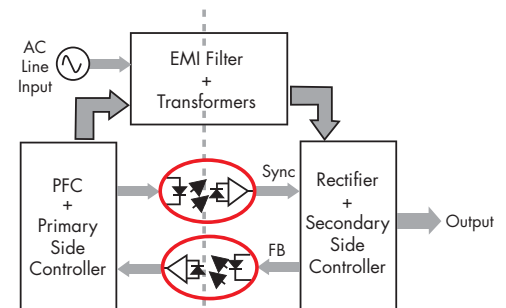 AC
Line
Input
EMI Filter
+
Transformers
PFC
+
Primary
Side
Controller
Sync
FB
Rectifier
+
Secondary
Side
Controller
Output